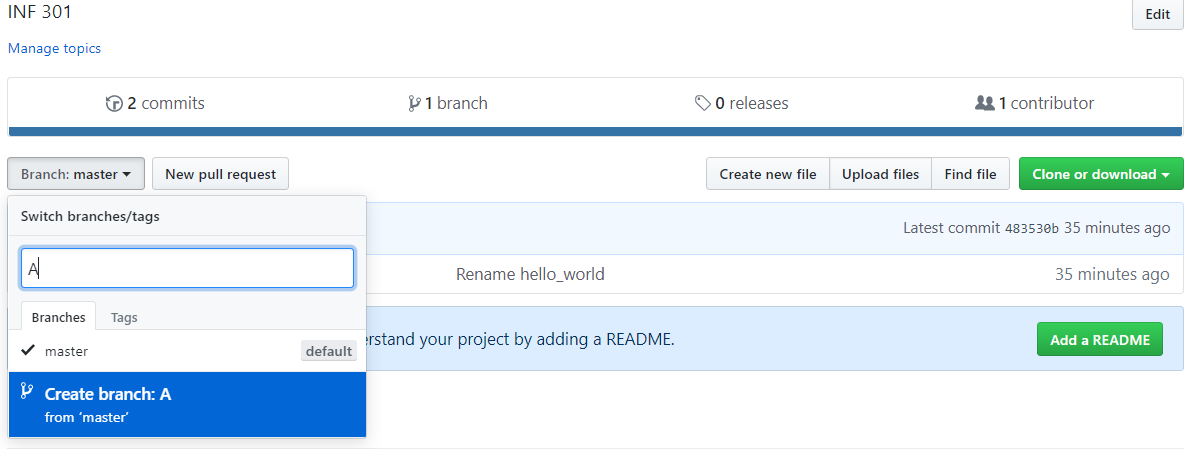 INF 301
Edit
Manage topics
2 commits
1 branch
0 releases
1 contributor
Branch: master
New pull request
Create new file
Upload files
Find file
Clone or download
Switch branches/tags
Latest commit 483530b 35 minutes ago
A
Rename hello_world
35 minutes ago
Branches
Tags
your project by adding a README.
Add a README
master
default
Create branch: A
from ‘master’